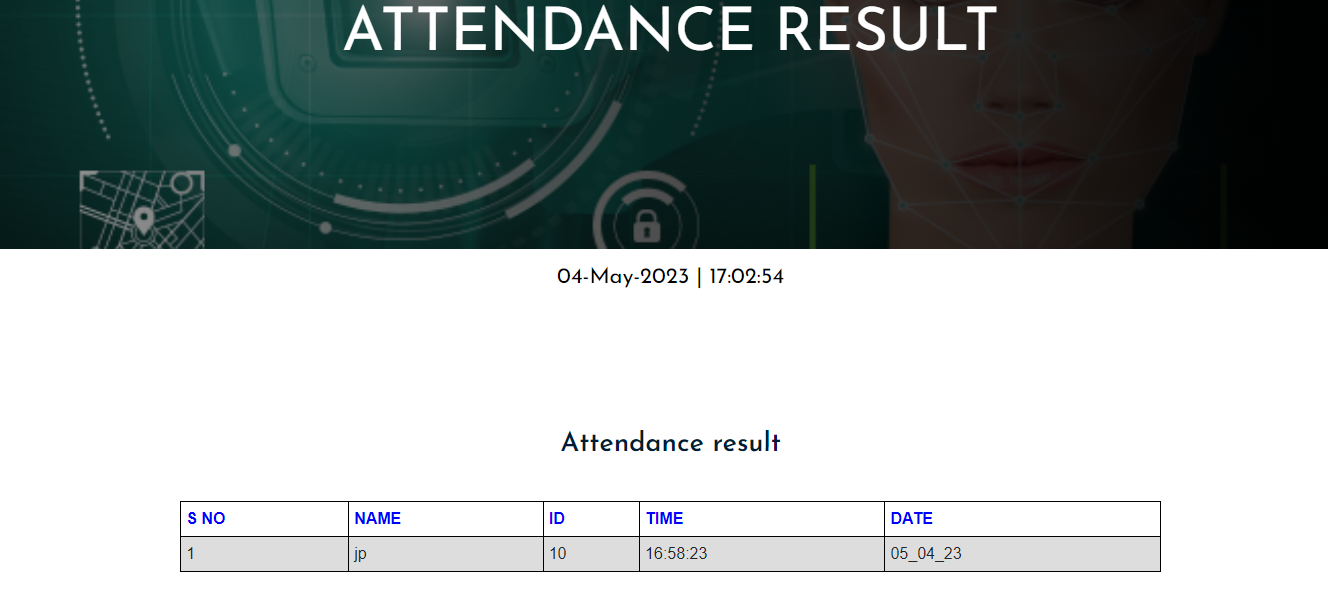 ATTENDANCE RESULT
04-May-2023 | 17:02:54
Attendance result
S NO NAME ID TIME DATE
1 jp 10 16:58:23 05_04_23